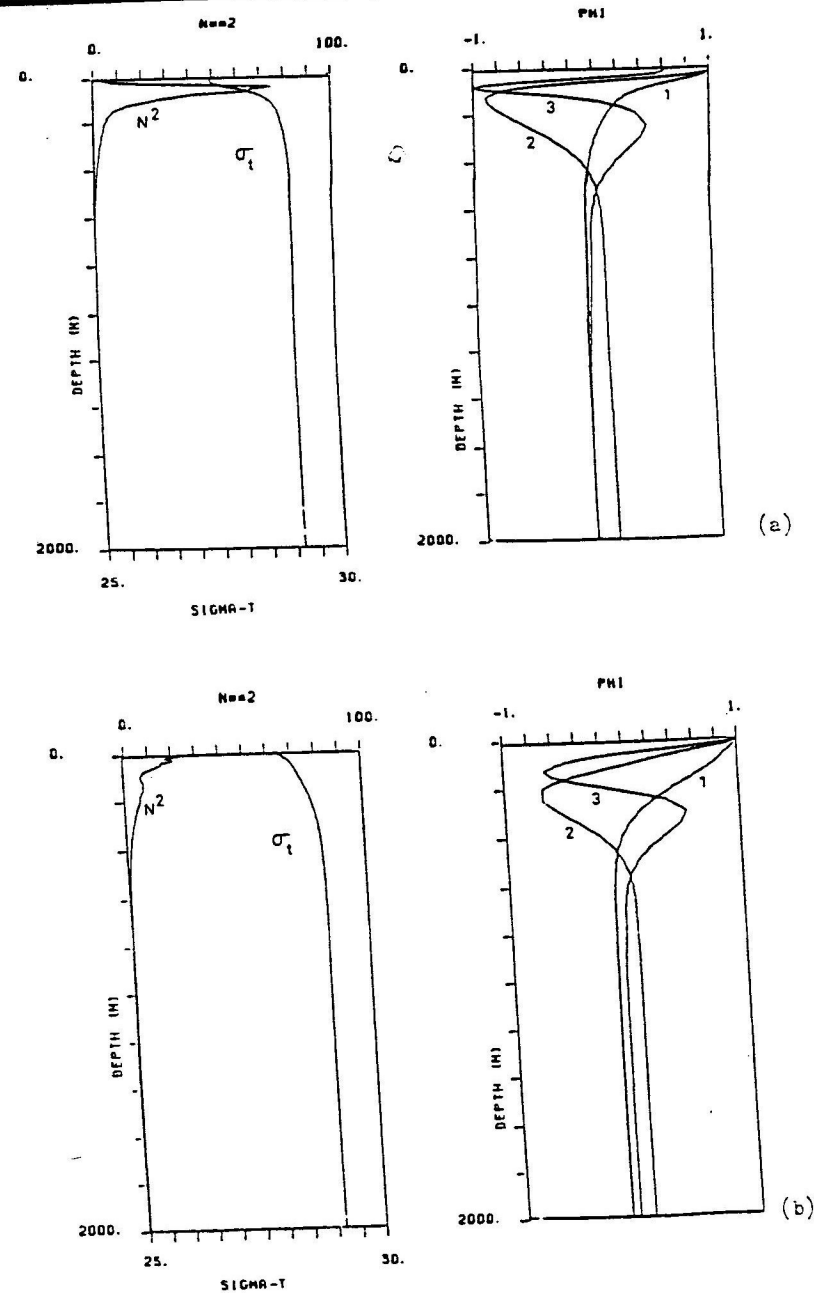 N**2
0. 100.
0.
N²
σt
DEPTH (M)
2000.
25. 30.
SIGMA-T
PHI
-1. 1.
0.
1
3
2
DEPTH (M)
2000.
(a)
N**2
0. 100.
0.
N²
σt
DEPTH (M)
2000.
25. 30.
SIGMA-T
PHI
-1. 1.
0.
1
3
2
DEPTH (M)
2000.
(b)